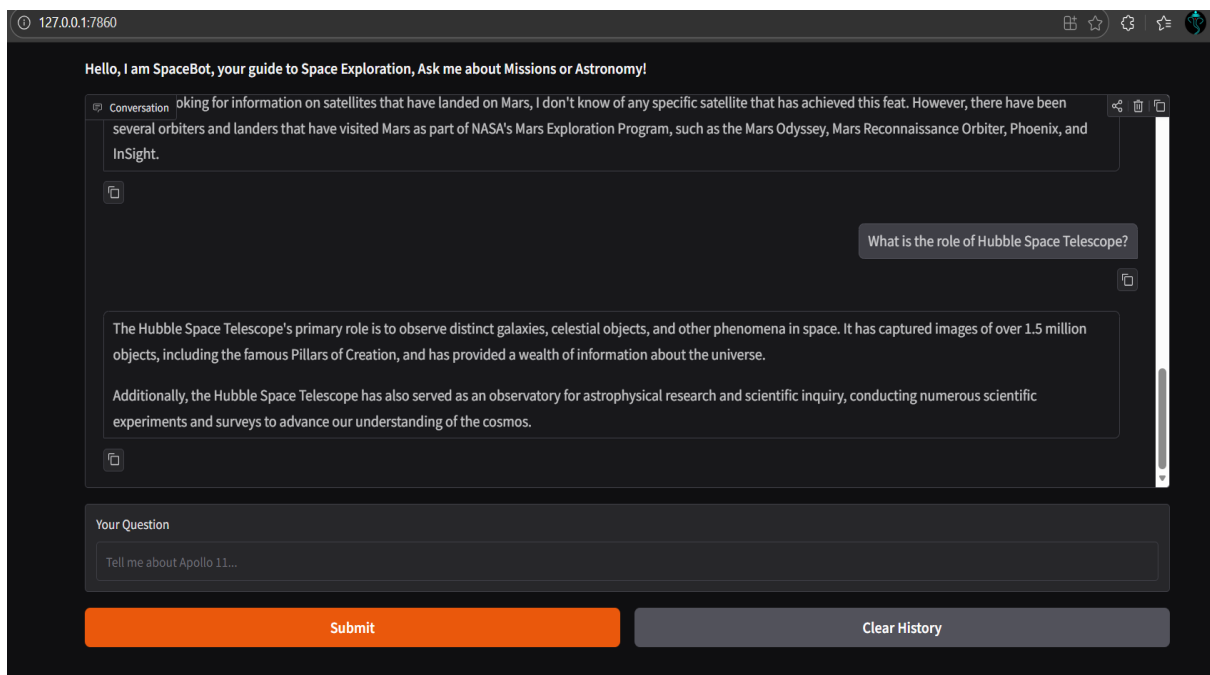 127.0.0.1:7860
Hello, I am SpaceBot, your guide to Space Exploration, Ask me about Missions or Astronomy!
Conversation
oking for information on satellites that have landed on Mars, I don't know of any specific satellite that has achieved this feat. However, there have been
several orbiters and landers that have visited Mars as part of NASA's Mars Exploration Program, such as the Mars Odyssey, Mars Reconnaissance Orbiter, Phoenix, and
InSight.
What is the role of Hubble Space Telescope?
The Hubble Space Telescope's primary role is to observe distinct galaxies, celestial objects, and other phenomena in space. It has captured images of over 1.5 million
objects, including the famous Pillars of Creation, and has provided a wealth of information about the universe.
Additionally, the Hubble Space Telescope has also served as an observatory for astrophysical research and scientific inquiry, conducting numerous scientific
experiments and surveys to advance our understanding of the cosmos.
Your Question
Tell me about Apollo 11...
Submit
Clear History